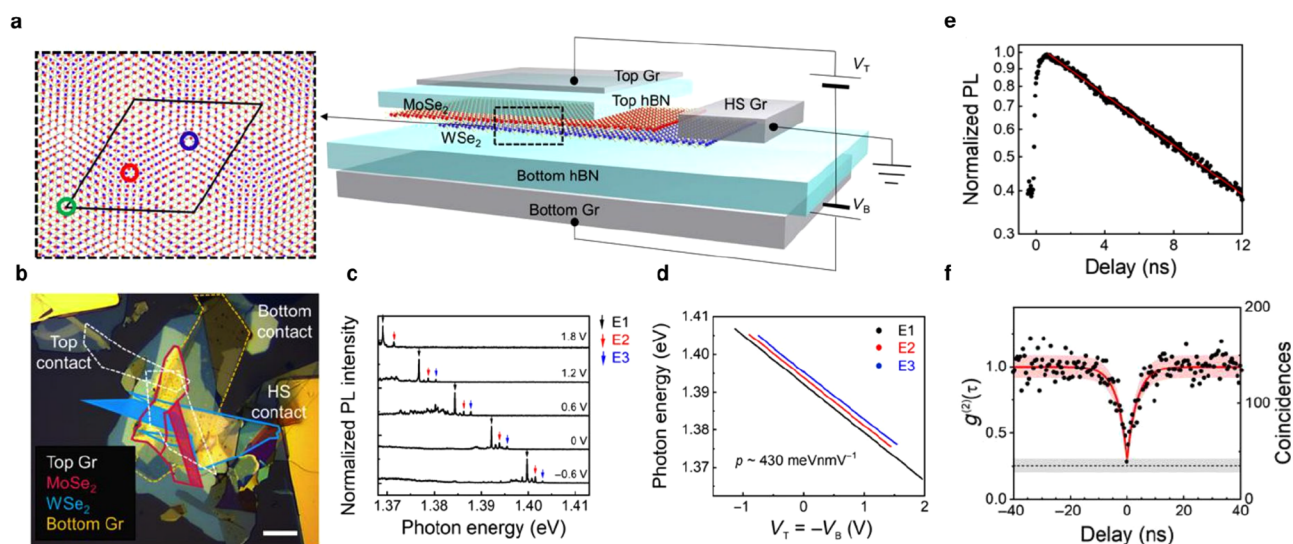 a
Top Gr
MoSe₂
Top hBN
HS Gr
WSe₂
Bottom hBN
Bottom Gr
V_T
V_B
b
Bottom contact
Top contact
HS contact
Top Gr
MoSe₂
WSe₂
Bottom Gr
c
Normalized PL intensity
E1
E2
E3
1.8 V
1.2 V
0.6 V
0 V
−0.6 V
1.37 1.38 1.39 1.40 1.41
Photon energy (eV)
d
Photon energy (eV)
1.41
1.40
1.39
1.38
1.37
E1
E2
E3
p ~ 430 meVnmV⁻¹
−1 0 1 2
V_T = −V_B (V)
e
Normalized PL
1.0
0.9
0.8
0.7
0.6
0.5
0.4
0.3
0 4 8 12
Delay (ns)
f
g⁽²⁾(τ)
1.0
0.5
0.0
200
100
0
Coincidences
−40 −20 0 20 40
Delay (ns)